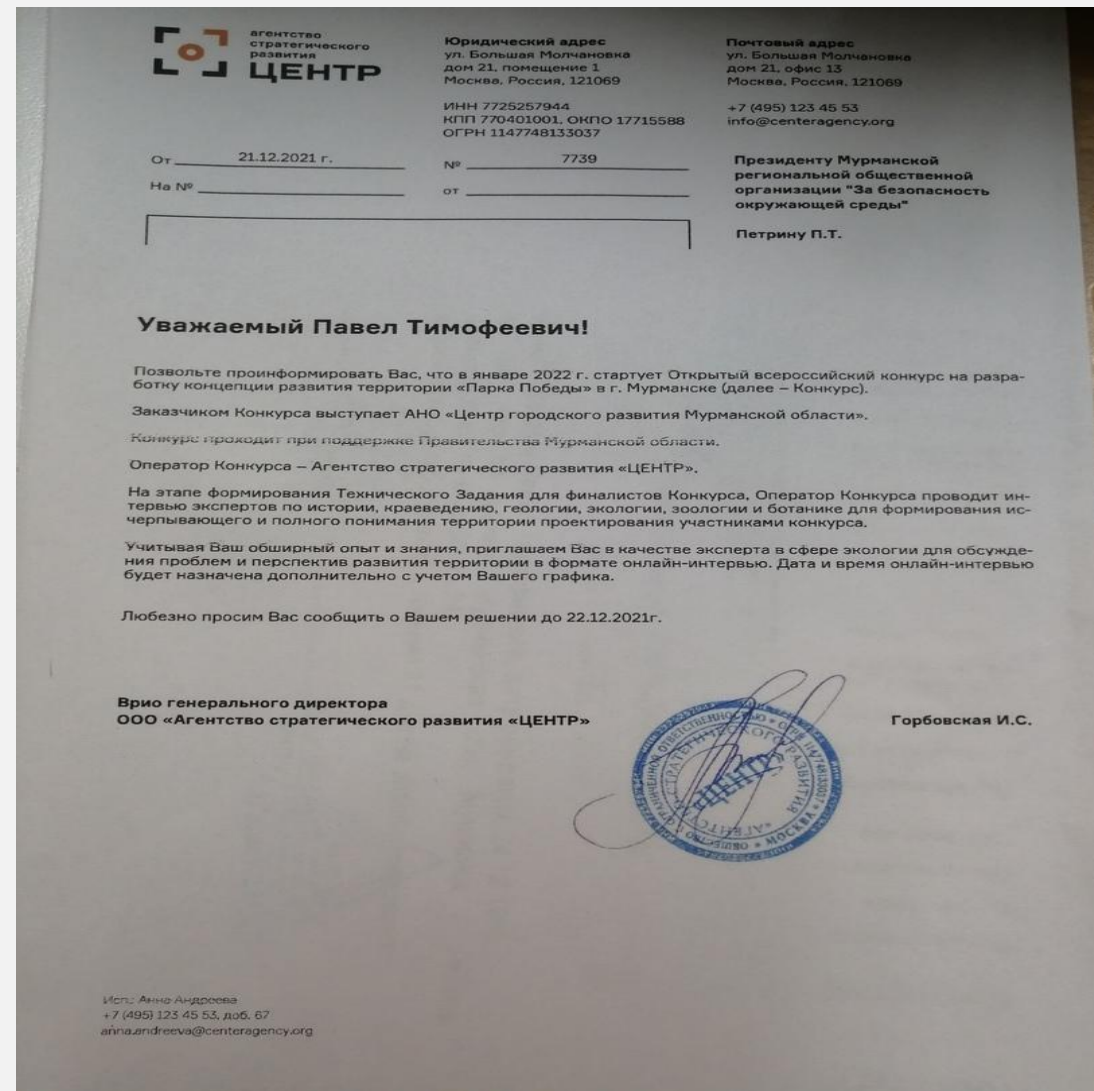 агентство
стратегического
развития
ЦЕНТР
Юридический адрес
ул. Большая Молчановка
дом 21, помещение 1
Москва, Россия, 121069
ИНН 7725257944
КПП 770401001, ОКПО 17715588
ОГРН 1147748133037
Почтовый адрес
ул. Большая Молчановка
дом 21, офис 13
Москва, Россия, 121069
+7 (495) 123 45 53
info@centeragency.org
От 21.12.2021 г. № 7739
На № от
Президенту Мурманской
региональной общественной
организации "За безопасность
окружающей среды"
Петрину П.Т.
Уважаемый Павел Тимофеевич!
Позвольте проинформировать Вас, что в январе 2022 г. стартует Открытый всероссийский конкурс на разра-
ботку концепции развития территории «Парка Победы» в г. Мурманске (далее – Конкурс).
Заказчиком Конкурса выступает АНО «Центр городского развития Мурманской области».
Конкурс проходит при поддержке Правительства Мурманской области.
Оператор Конкурса – Агентство стратегического развития «ЦЕНТР».
На этапе формирования Технического Задания для финалистов Конкурса, Оператор Конкурса проводит ин-
тервью экспертов по истории, краеведению, геологии, экологии, зоологии и ботанике для формирования ис-
черпывающего и полного понимания территории проектирования участниками конкурса.
Учитывая Ваш обширный опыт и знания, приглашаем Вас в качестве эксперта в сфере экологии для обсужде-
ния проблем и перспектив развития территории в формате онлайн-интервью. Дата и время онлайн-интервью
будет назначена дополнительно с учетом Вашего графика.
Любезно просим Вас сообщить о Вашем решении до 22.12.2021г.
Врио генерального директора
ООО «Агентство стратегического развития «ЦЕНТР»
Горбовская И.С.
ОБЩЕСТВО С ОГРАНИЧЕННОЙ ОТВЕТСТВЕННОСТЬЮ * ОГРН * МОСКВА
«АГЕНТСТВО СТРАТЕГИЧЕСКОГО РАЗВИТИЯ
«ЦЕНТР»
Исп.: Анна Андреева
+7 (495) 123 45 53, доб. 67
anna.andreeva@centeragency.org